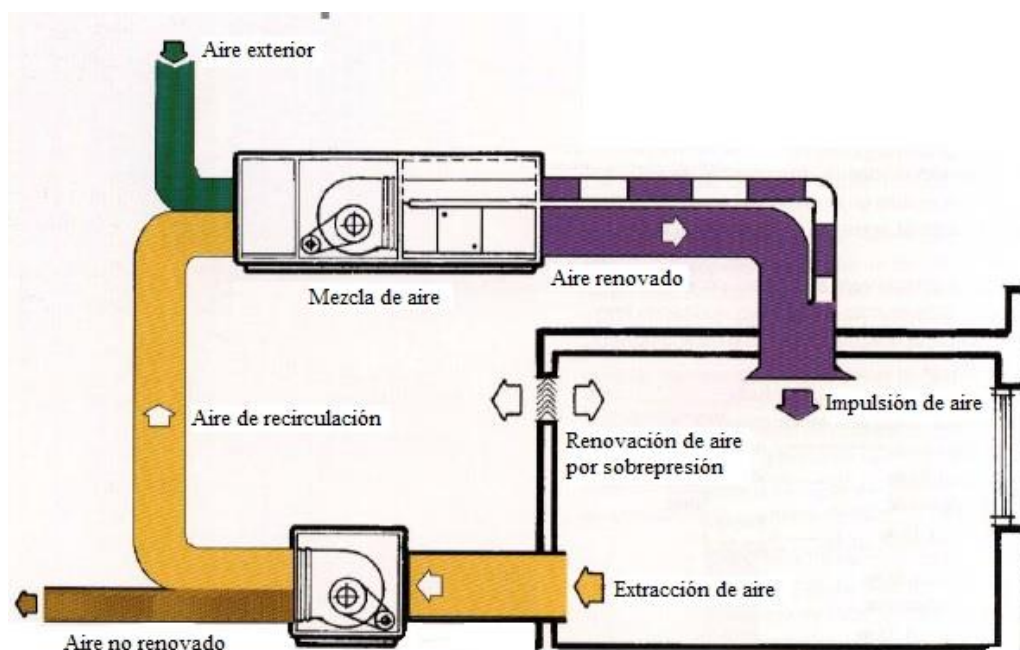 Aire exterior
Mezcla de aire
Aire renovado
Aire de recirculación
Renovación de aire
por sobrepresión
Impulsión de aire
Extracción de aire
Aire no renovado